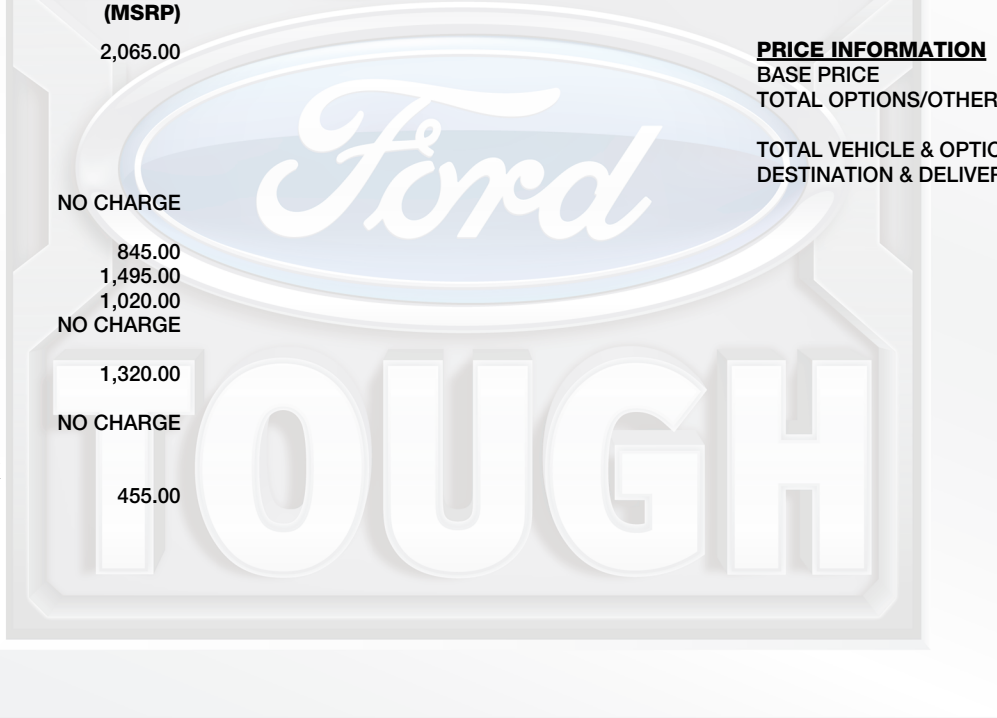 (MSRP)
2,065.00
NO CHARGE
845.00
1,495.00
1,020.00
NO CHARGE
1,320.00
NO CHARGE
455.00
PRICE INFORMATION
BASE PRICE
TOTAL OPTIONS/OTHER
TOTAL VEHICLE & OPTIO
DESTINATION & DELIVER
Ford
TOUGH